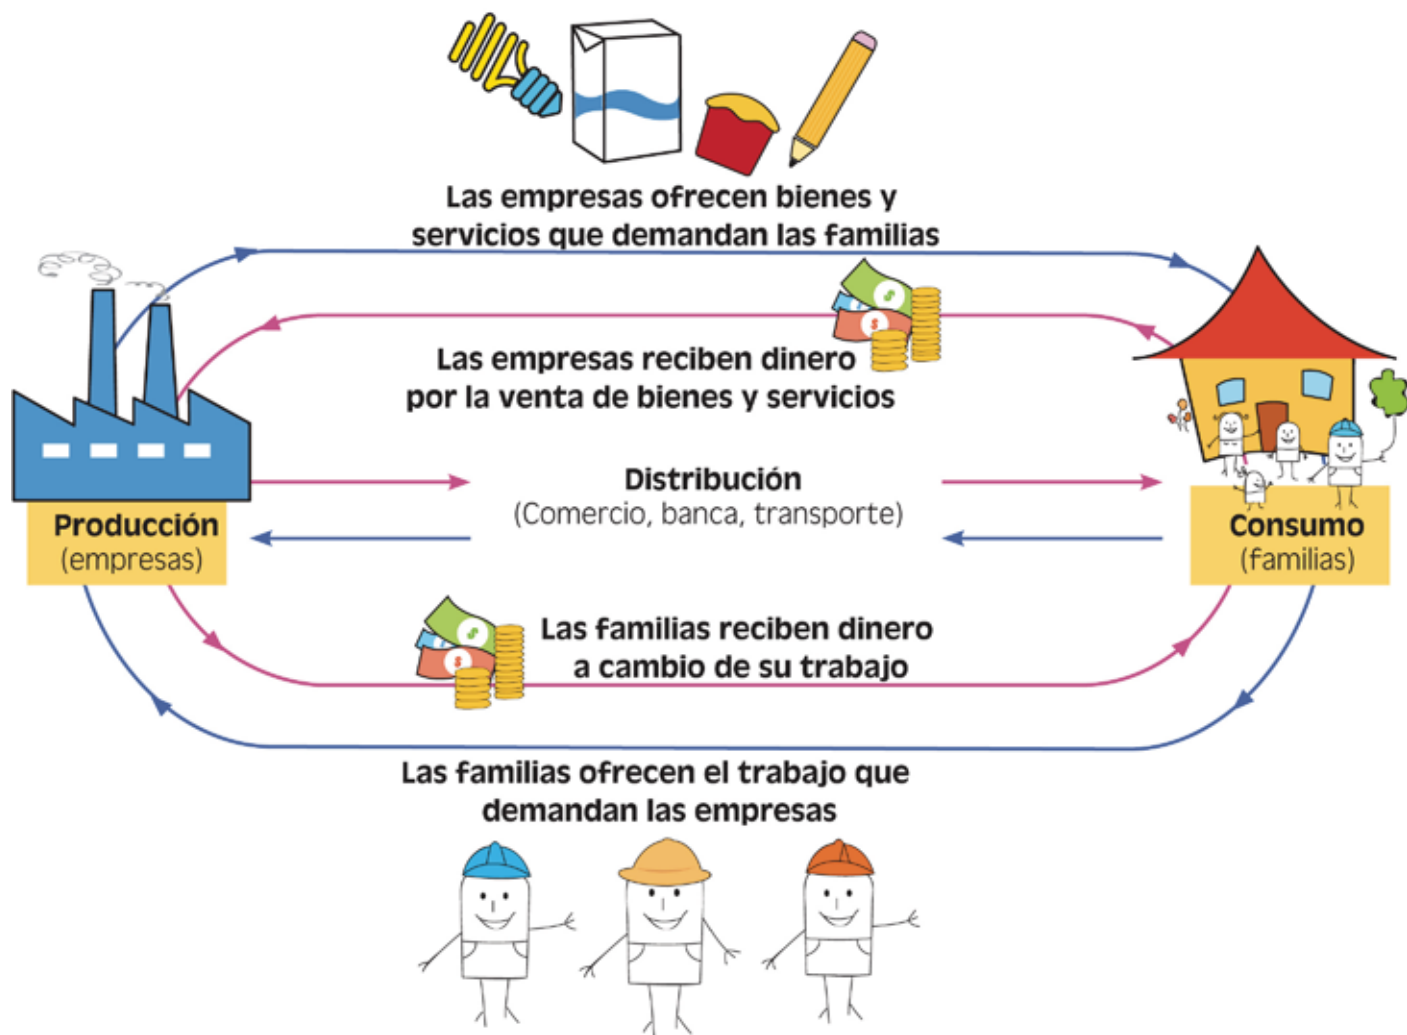 Las empresas ofrecen bienes y
servicios que demandan las familias
Las empresas reciben dinero
por la venta de bienes y servicios
Distribución
(Comercio, banca, transporte)
Producción
(empresas)
Consumo
(familias)
Las familias reciben dinero
a cambio de su trabajo
Las familias ofrecen el trabajo que
demandan las empresas